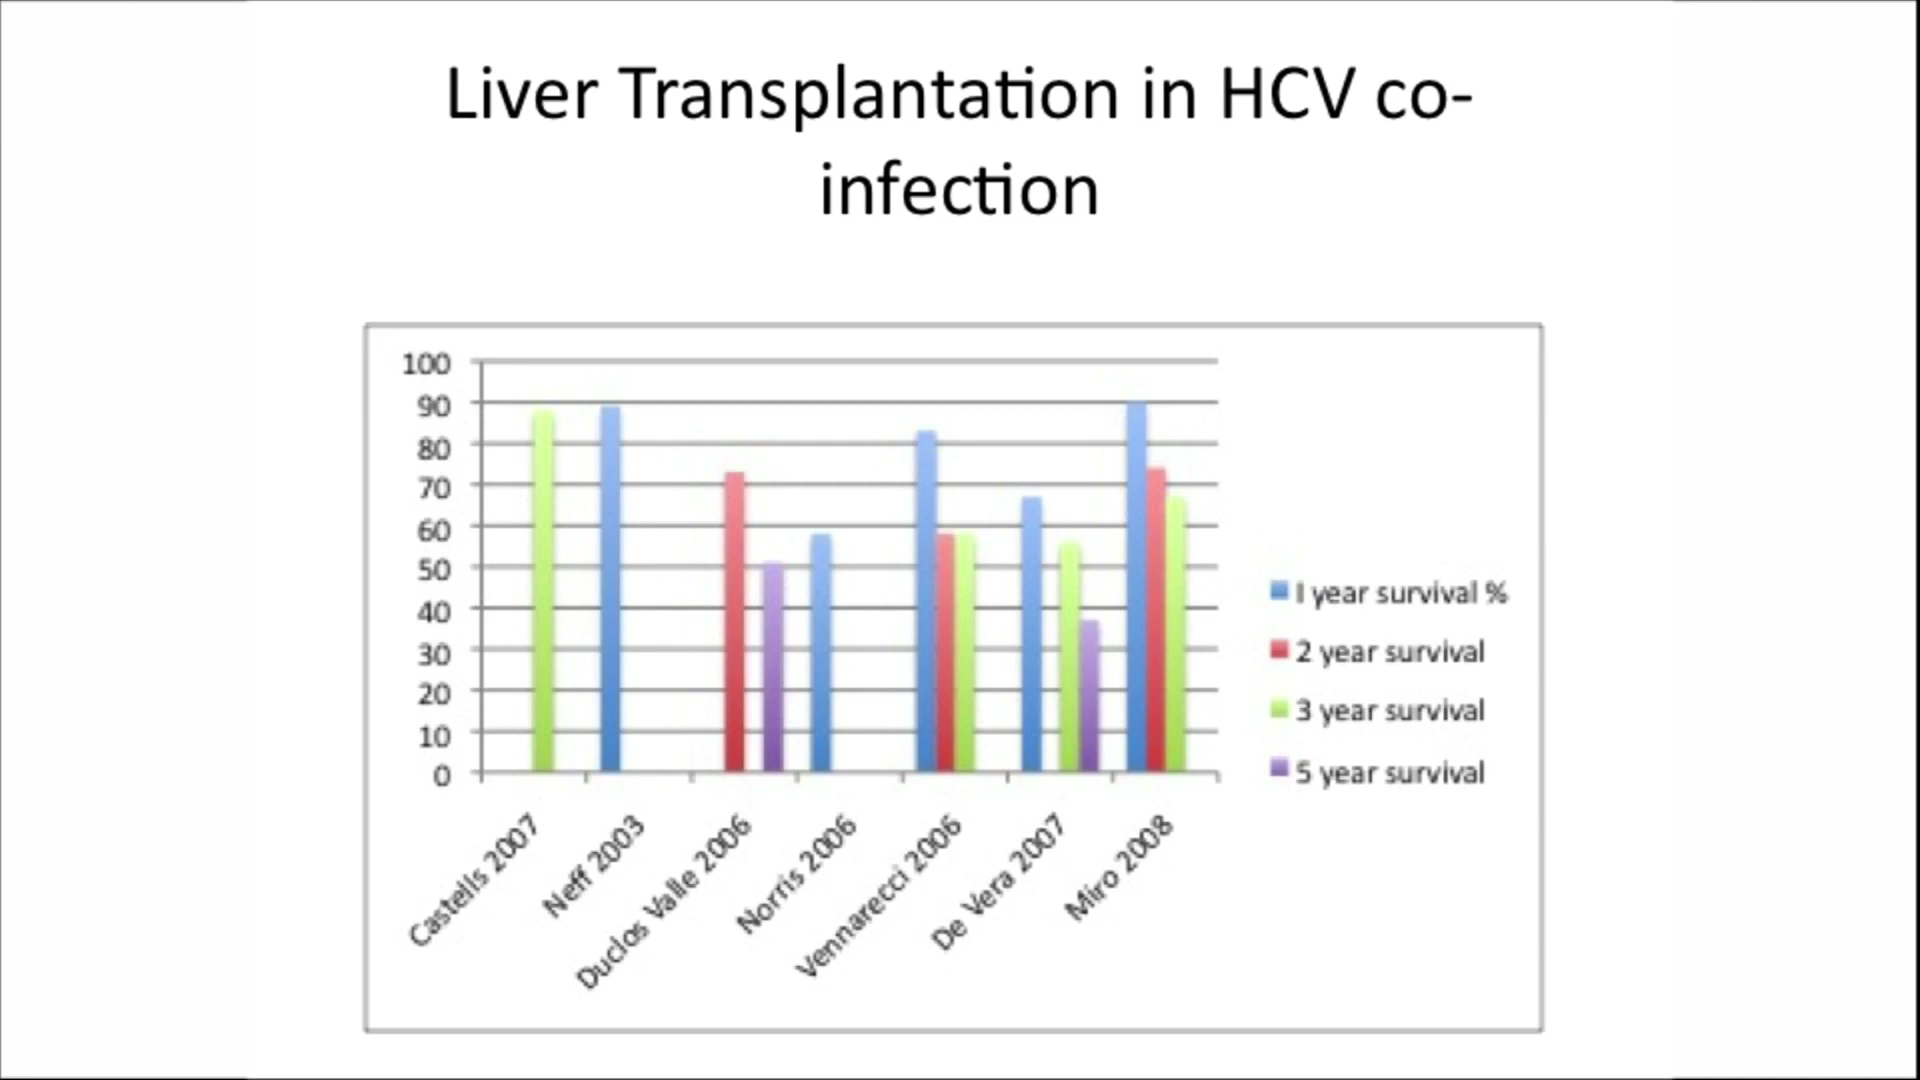 Liver Transplantation in HCV co-
infection
100
90
80
70
60
50
40
30
20
10
0
Castells 2007
Neff 2003
Duclos Valle 2006
Norris 2006
Vennarecci 2006
De Vera 2007
Miro 2008
I year survival %
2 year survival
3 year survival
5 year survival